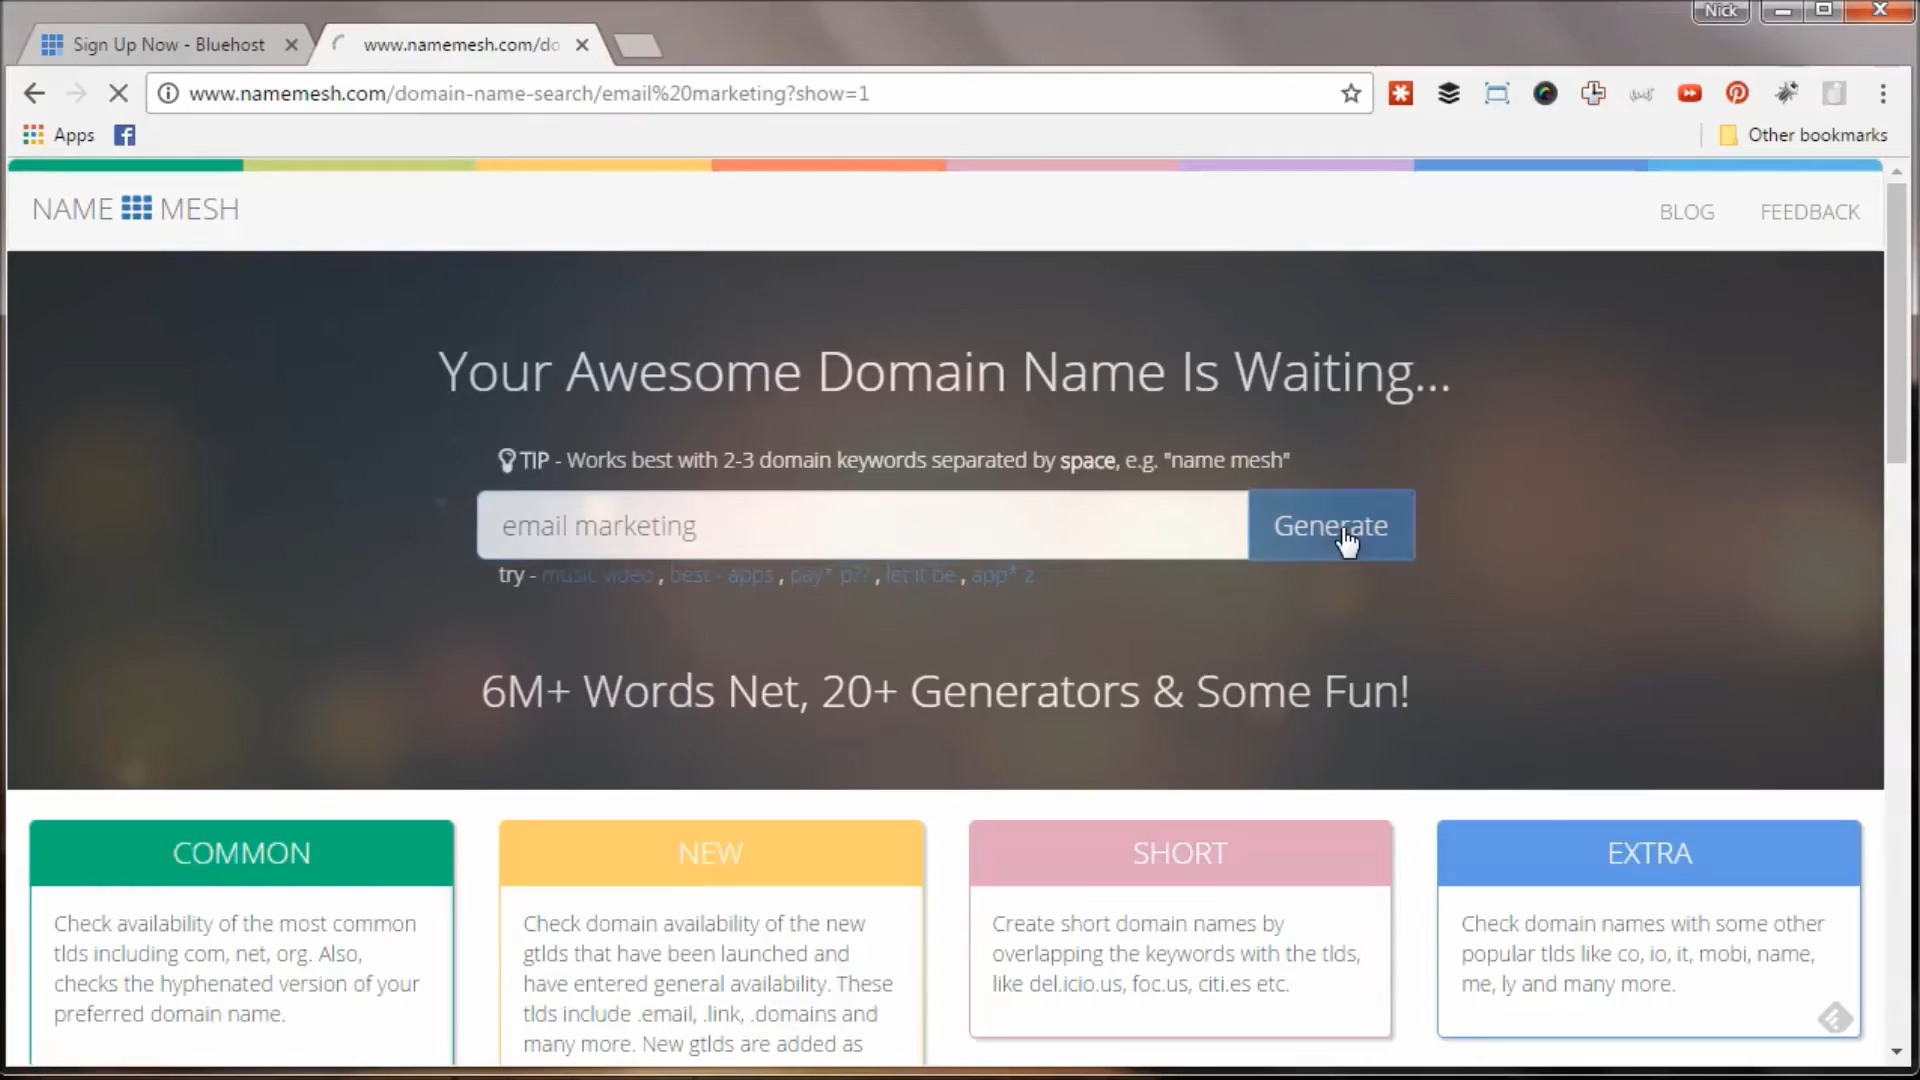 Nick
Sign Up Now - Bluehost
www.namemesh.com/do
www.namemesh.com/domain-name-search/email%20marketing?show=1
Apps
Other bookmarks
NAME MESH
BLOG
FEEDBACK
Your Awesome Domain Name Is Waiting...
TIP - Works best with 2-3 domain keywords separated by space, e.g. "name mesh"
email marketing
Generate
try - music video , best - apps , pay* p?? , let it be , app* z
6M+ Words Net, 20+ Generators & Some Fun!
COMMON
Check availability of the most common
tlds including com, net, org. Also,
checks the hyphenated version of your
preferred domain name.
NEW
Check domain availability of the new
gtlds that have been launched and
have entered general availability. These
tlds include .email, .link, .domains and
many more. New gtlds are added as
SHORT
Create short domain names by
overlapping the keywords with the tlds,
like del.icio.us, foc.us, citi.es etc.
EXTRA
Check domain names with some other
popular tlds like co, io, it, mobi, name,
me, ly and many more.